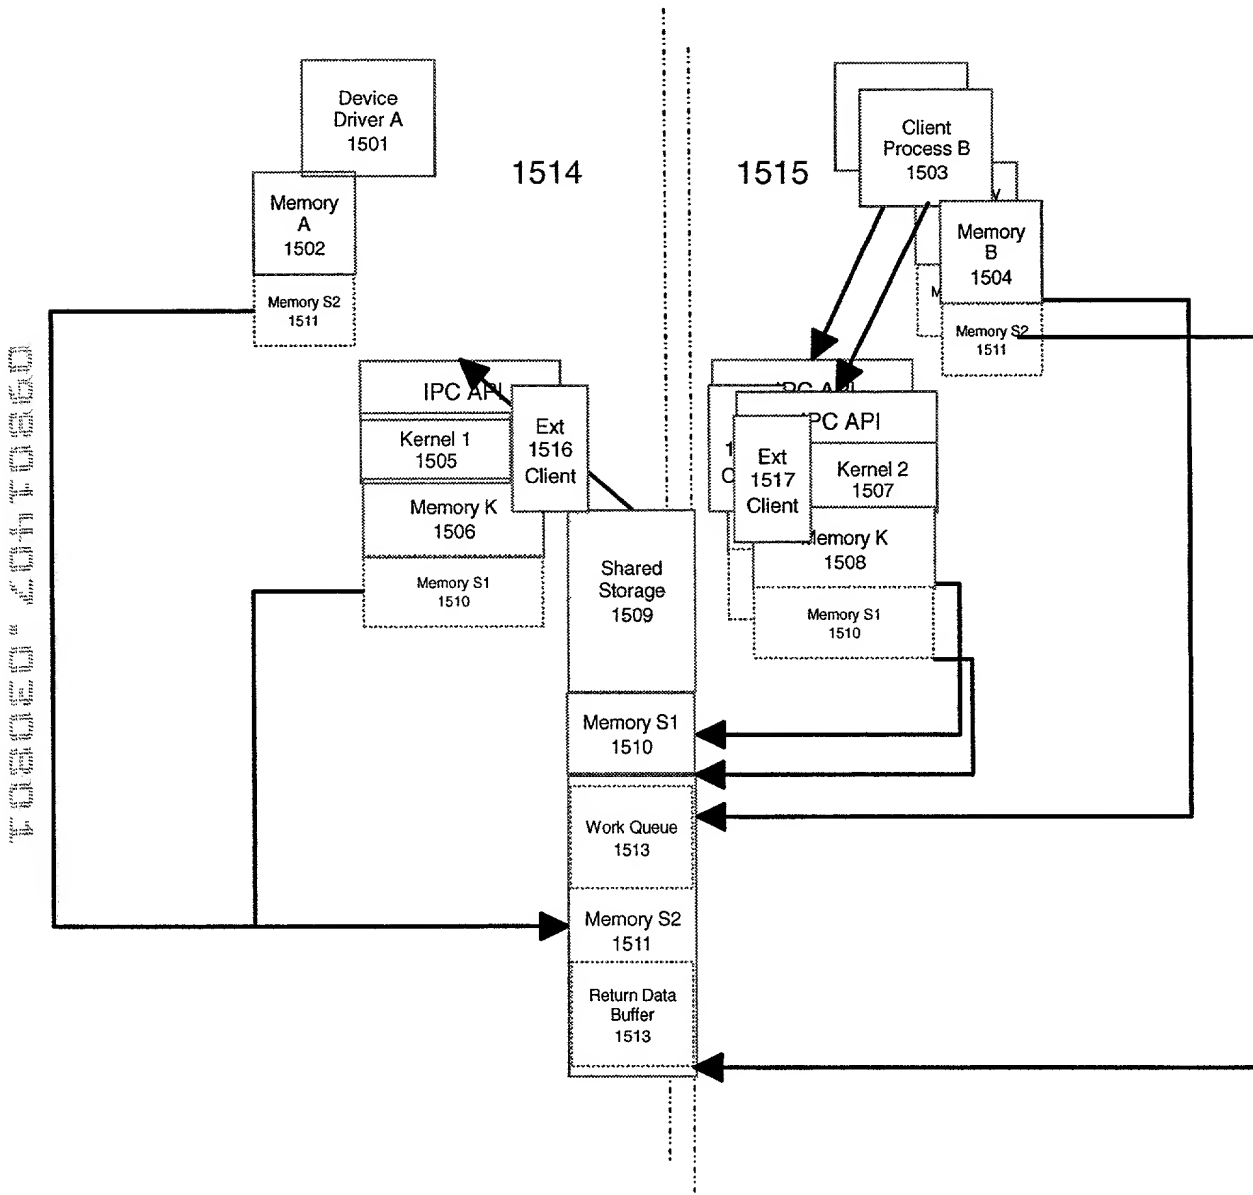 Device
Driver A
1501
1514
Memory
A
1502
Memory S2
1511
1515
Client
Process B
1503
Memory
B
1504
Memory S2
1511
IPC API
Kernel 1
1505
Memory K
1506
Memory S1
1510
Ext
1516
Client
IPC API
IPC API
Ext
1517
Client
Kernel 2
1507
Memory K
1508
Memory S1
1510
Shared
Storage
1509
Memory S1
1510
Work Queue
1513
Memory S2
1511
Return Data
Buffer
1513